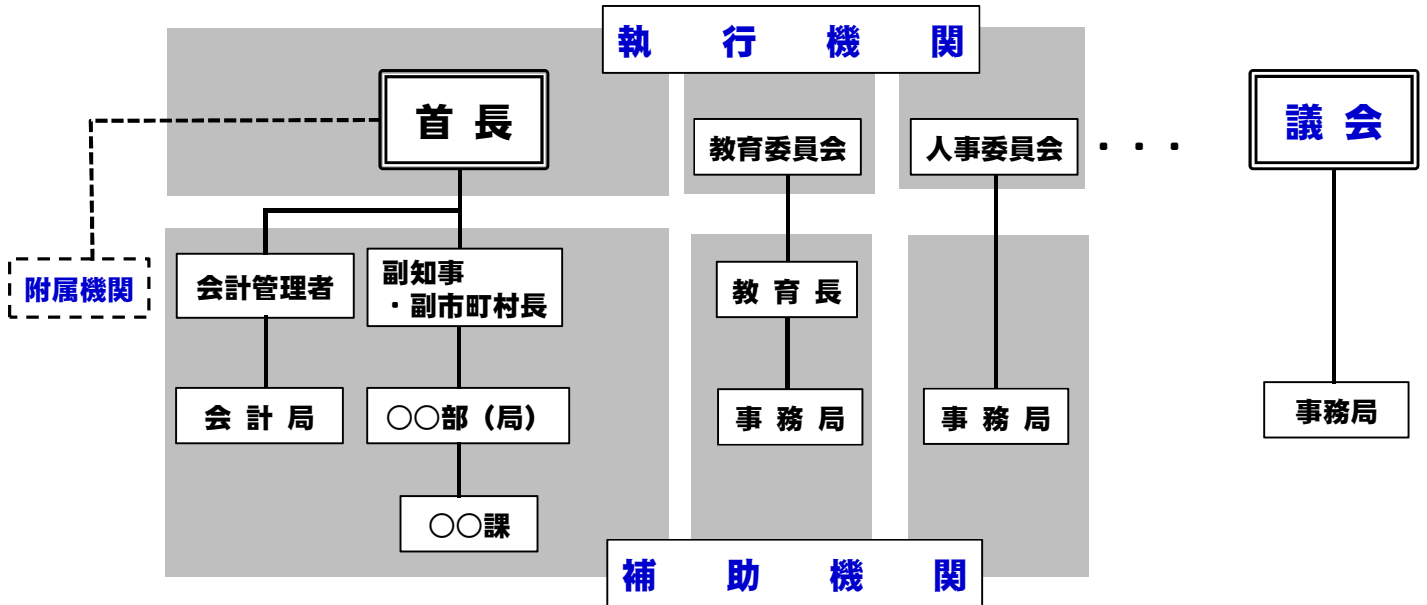 執 行 機 関
首 長
議 会
教育委員会
人事委員会
・・・
附属機関
会計管理者
副知事
・副市町村長
教 育 長
会 計 局
○○部（局）
事 務 局
事 務 局
事務局
○○課
補 助 機 関